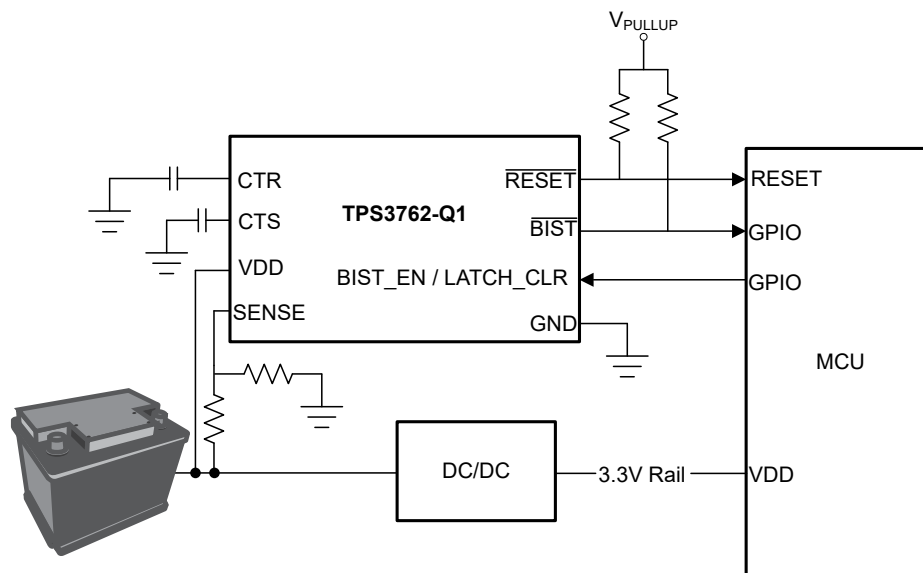 VPULLUP
CTR
RESET
RESET
CTS
TPS3762-Q1
BIST
GPIO
VDD
BIST_EN / LATCH_CLR
GPIO
SENSE
GND
MCU
DC/DC
3.3V Rail
VDD